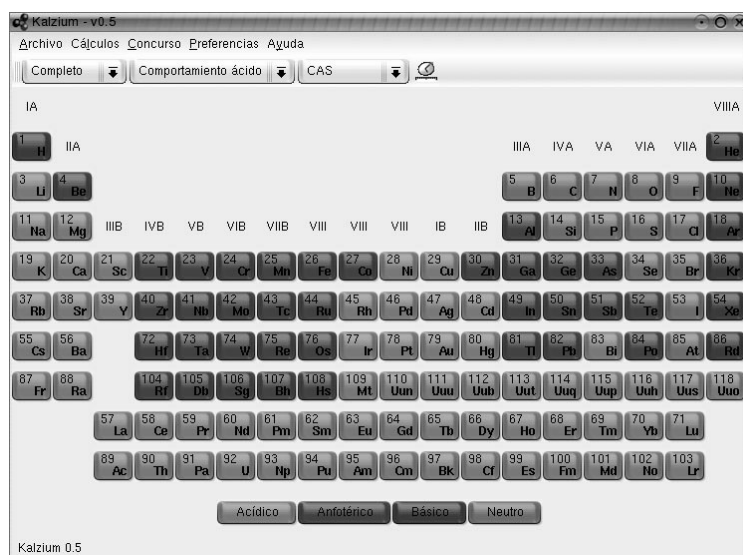 Kalzium - v0.5
Archivo Cálculos Concurso Preferencias Ayuda
Completo Comportamiento ácido CAS
IA VIIIA
1 H IIA IIIA IVA VA VIA VIIA 2 He
3 Li 4 Be 5 B 6 C 7 N 8 O 9 F 10 Ne
11 Na 12 Mg IIIB IVB VB VIB VIIB VIII VIII VIII IB IIB 13 Al 14 Si 15 P 16 S 17 Cl 18 Ar
19 K 20 Ca 21 Sc 22 Ti 23 V 24 Cr 25 Mn 26 Fe 27 Co 28 Ni 29 Cu 30 Zn 31 Ga 32 Ge 33 As 34 Se 35 Br 36 Kr
37 Rb 38 Sr 39 Y 40 Zr 41 Nb 42 Mo 43 Tc 44 Ru 45 Rh 46 Pd 47 Ag 48 Cd 49 In 50 Sn 51 Sb 52 Te 53 I 54 Xe
55 Cs 56 Ba 72 Hf 73 Ta 74 W 75 Re 76 Os 77 Ir 78 Pt 79 Au 80 Hg 81 Tl 82 Pb 83 Bi 84 Po 85 At 86 Rd
87 Fr 88 Ra 104 Rf 105 Db 106 Sg 107 Bh 108 Hs 109 Mt 110 Uun 111 Uuu 112 Uub 113 Uut 114 Uuq 115 Uup 116 Uuh 117 Uus 118 Uuo
57 La 58 Ce 59 Pr 60 Nd 61 Pm 62 Sm 63 Eu 64 Gd 65 Tb 66 Dy 67 Ho 68 Er 69 Tm 70 Yb 71 Lu
89 Ac 90 Th 91 Pa 92 U 93 Np 94 Pu 95 Am 96 Cm 97 Bk 98 Cf 99 Es 100 Fm 101 Md 102 No 103 Lr
Acídico Anfotérico Básico Neutro
Kalzium 0.5